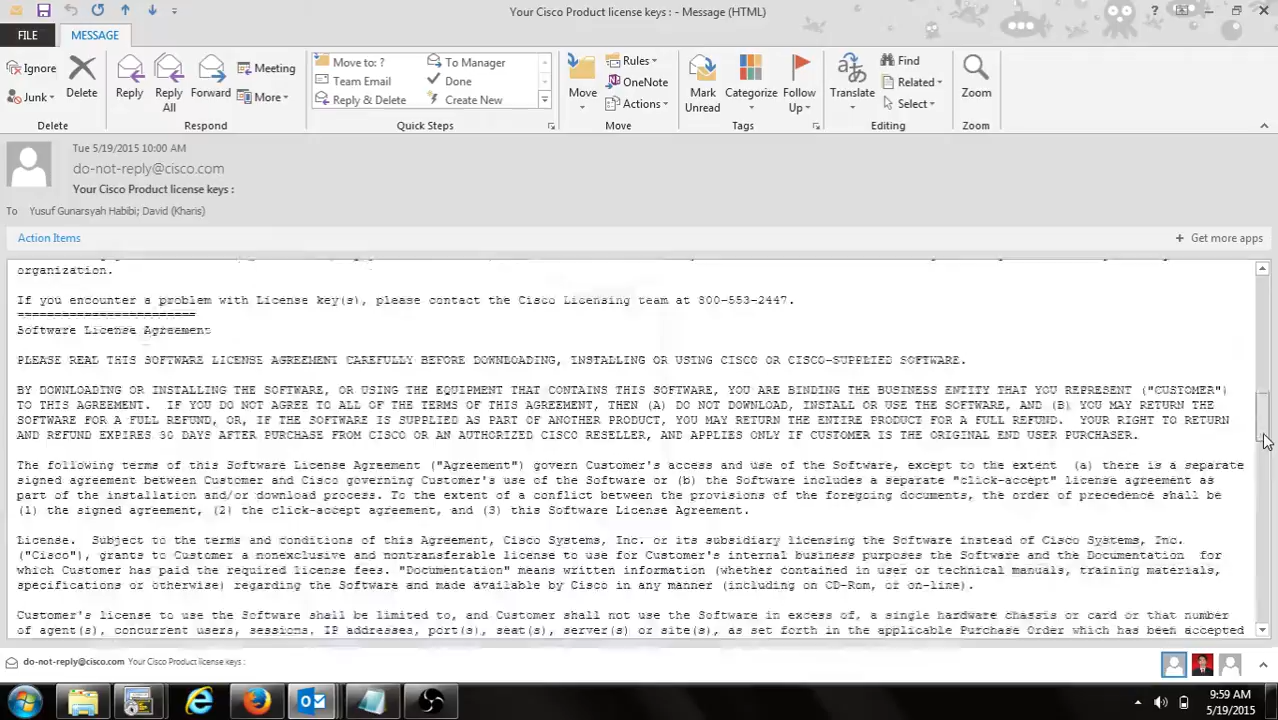 Your Cisco Product license keys : - Message (HTML)
FILE
MESSAGE
Ignore
Junk
Delete
Delete
Reply
Reply All
Forward
Meeting
More
Respond
Move to: ?
Team Email
Reply & Delete
To Manager
Done
Create New
Quick Steps
Move
Rules
OneNote
Actions
Move
Mark Unread
Categorize
Follow Up
Tags
Translate
Find
Related
Select
Editing
Zoom
Zoom
Tue 5/19/2015 10:00 AM
do-not-reply@cisco.com
Your Cisco Product license keys :
To Yusuf Gunarsyah Habibi; David (Kharis)
Action Items
+ Get more apps
organization.
If you encounter a problem with License key(s), please contact the Cisco Licensing team at 800-553-2447.
========================
Software License Agreement
PLEASE READ THIS SOFTWARE LICENSE AGREEMENT CAREFULLY BEFORE DOWNLOADING, INSTALLING OR USING CISCO OR CISCO-SUPPLIED SOFTWARE.
BY DOWNLOADING OR INSTALLING THE SOFTWARE, OR USING THE EQUIPMENT THAT CONTAINS THIS SOFTWARE, YOU ARE BINDING THE BUSINESS ENTITY THAT YOU REPRESENT ("CUSTOMER")
TO THIS AGREEMENT. IF YOU DO NOT AGREE TO ALL OF THE TERMS OF THIS AGREEMENT, THEN (A) DO NOT DOWNLOAD, INSTALL OR USE THE SOFTWARE, AND (B) YOU MAY RETURN THE
SOFTWARE FOR A FULL REFUND, OR, IF THE SOFTWARE IS SUPPLIED AS PART OF ANOTHER PRODUCT, YOU MAY RETURN THE ENTIRE PRODUCT FOR A FULL REFUND. YOUR RIGHT TO RETURN
AND REFUND EXPIRES 30 DAYS AFTER PURCHASE FROM CISCO OR AN AUTHORIZED CISCO RESELLER, AND APPLIES ONLY IF CUSTOMER IS THE ORIGINAL END USER PURCHASER.
The following terms of this Software License Agreement ("Agreement") govern Customer's access and use of the Software, except to the extent (a) there is a separate
signed agreement between Customer and Cisco governing Customer's use of the Software or (b) the Software includes a separate "click-accept" license agreement as
part of the installation and/or download process. To the extent of a conflict between the provisions of the foregoing documents, the order of precedence shall be
(1) the signed agreement, (2) the click-accept agreement, and (3) this Software License Agreement.
License. Subject to the terms and conditions of this Agreement, Cisco Systems, Inc. or its subsidiary licensing the Software instead of Cisco Systems, Inc.
("Cisco"), grants to Customer a nonexclusive and nontransferable license to use for Customer's internal business purposes the Software and the Documentation for
which Customer has paid the required license fees. "Documentation" means written information (whether contained in user or technical manuals, training materials,
specifications or otherwise) regarding the Software and made available by Cisco in any manner (including on CD-Rom, or on-line).
Customer's license to use the Software shall be limited to, and Customer shall not use the Software in excess of, a single hardware chassis or card or that number
of agent(s), concurrent users, sessions, IP addresses, port(s), seat(s), server(s) or site(s), as set forth in the applicable Purchase Order which has been accepted
do-not-reply@cisco.com Your Cisco Product license keys :
9:59 AM
5/19/2015